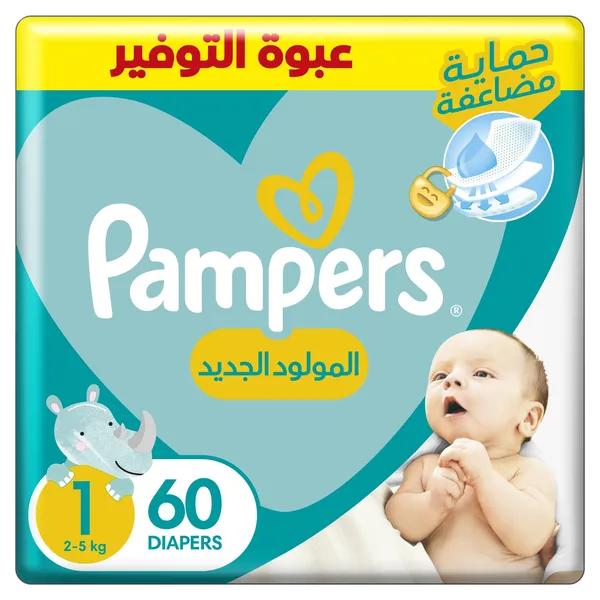 عبوة التوفير
حماية
مضاعفة
Pampers®
المولود الجديد
1
2-5 kg
60
DIAPERS